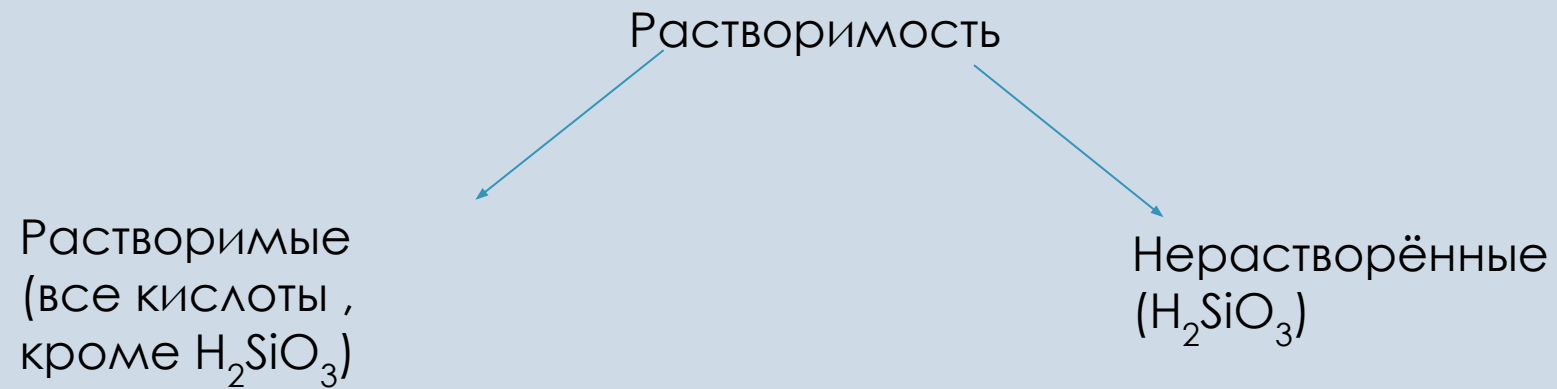 Растворимость
Растворимые
(все кислоты ,
кроме H₂SiO₃)
Нерастворённые
(H₂SiO₃)